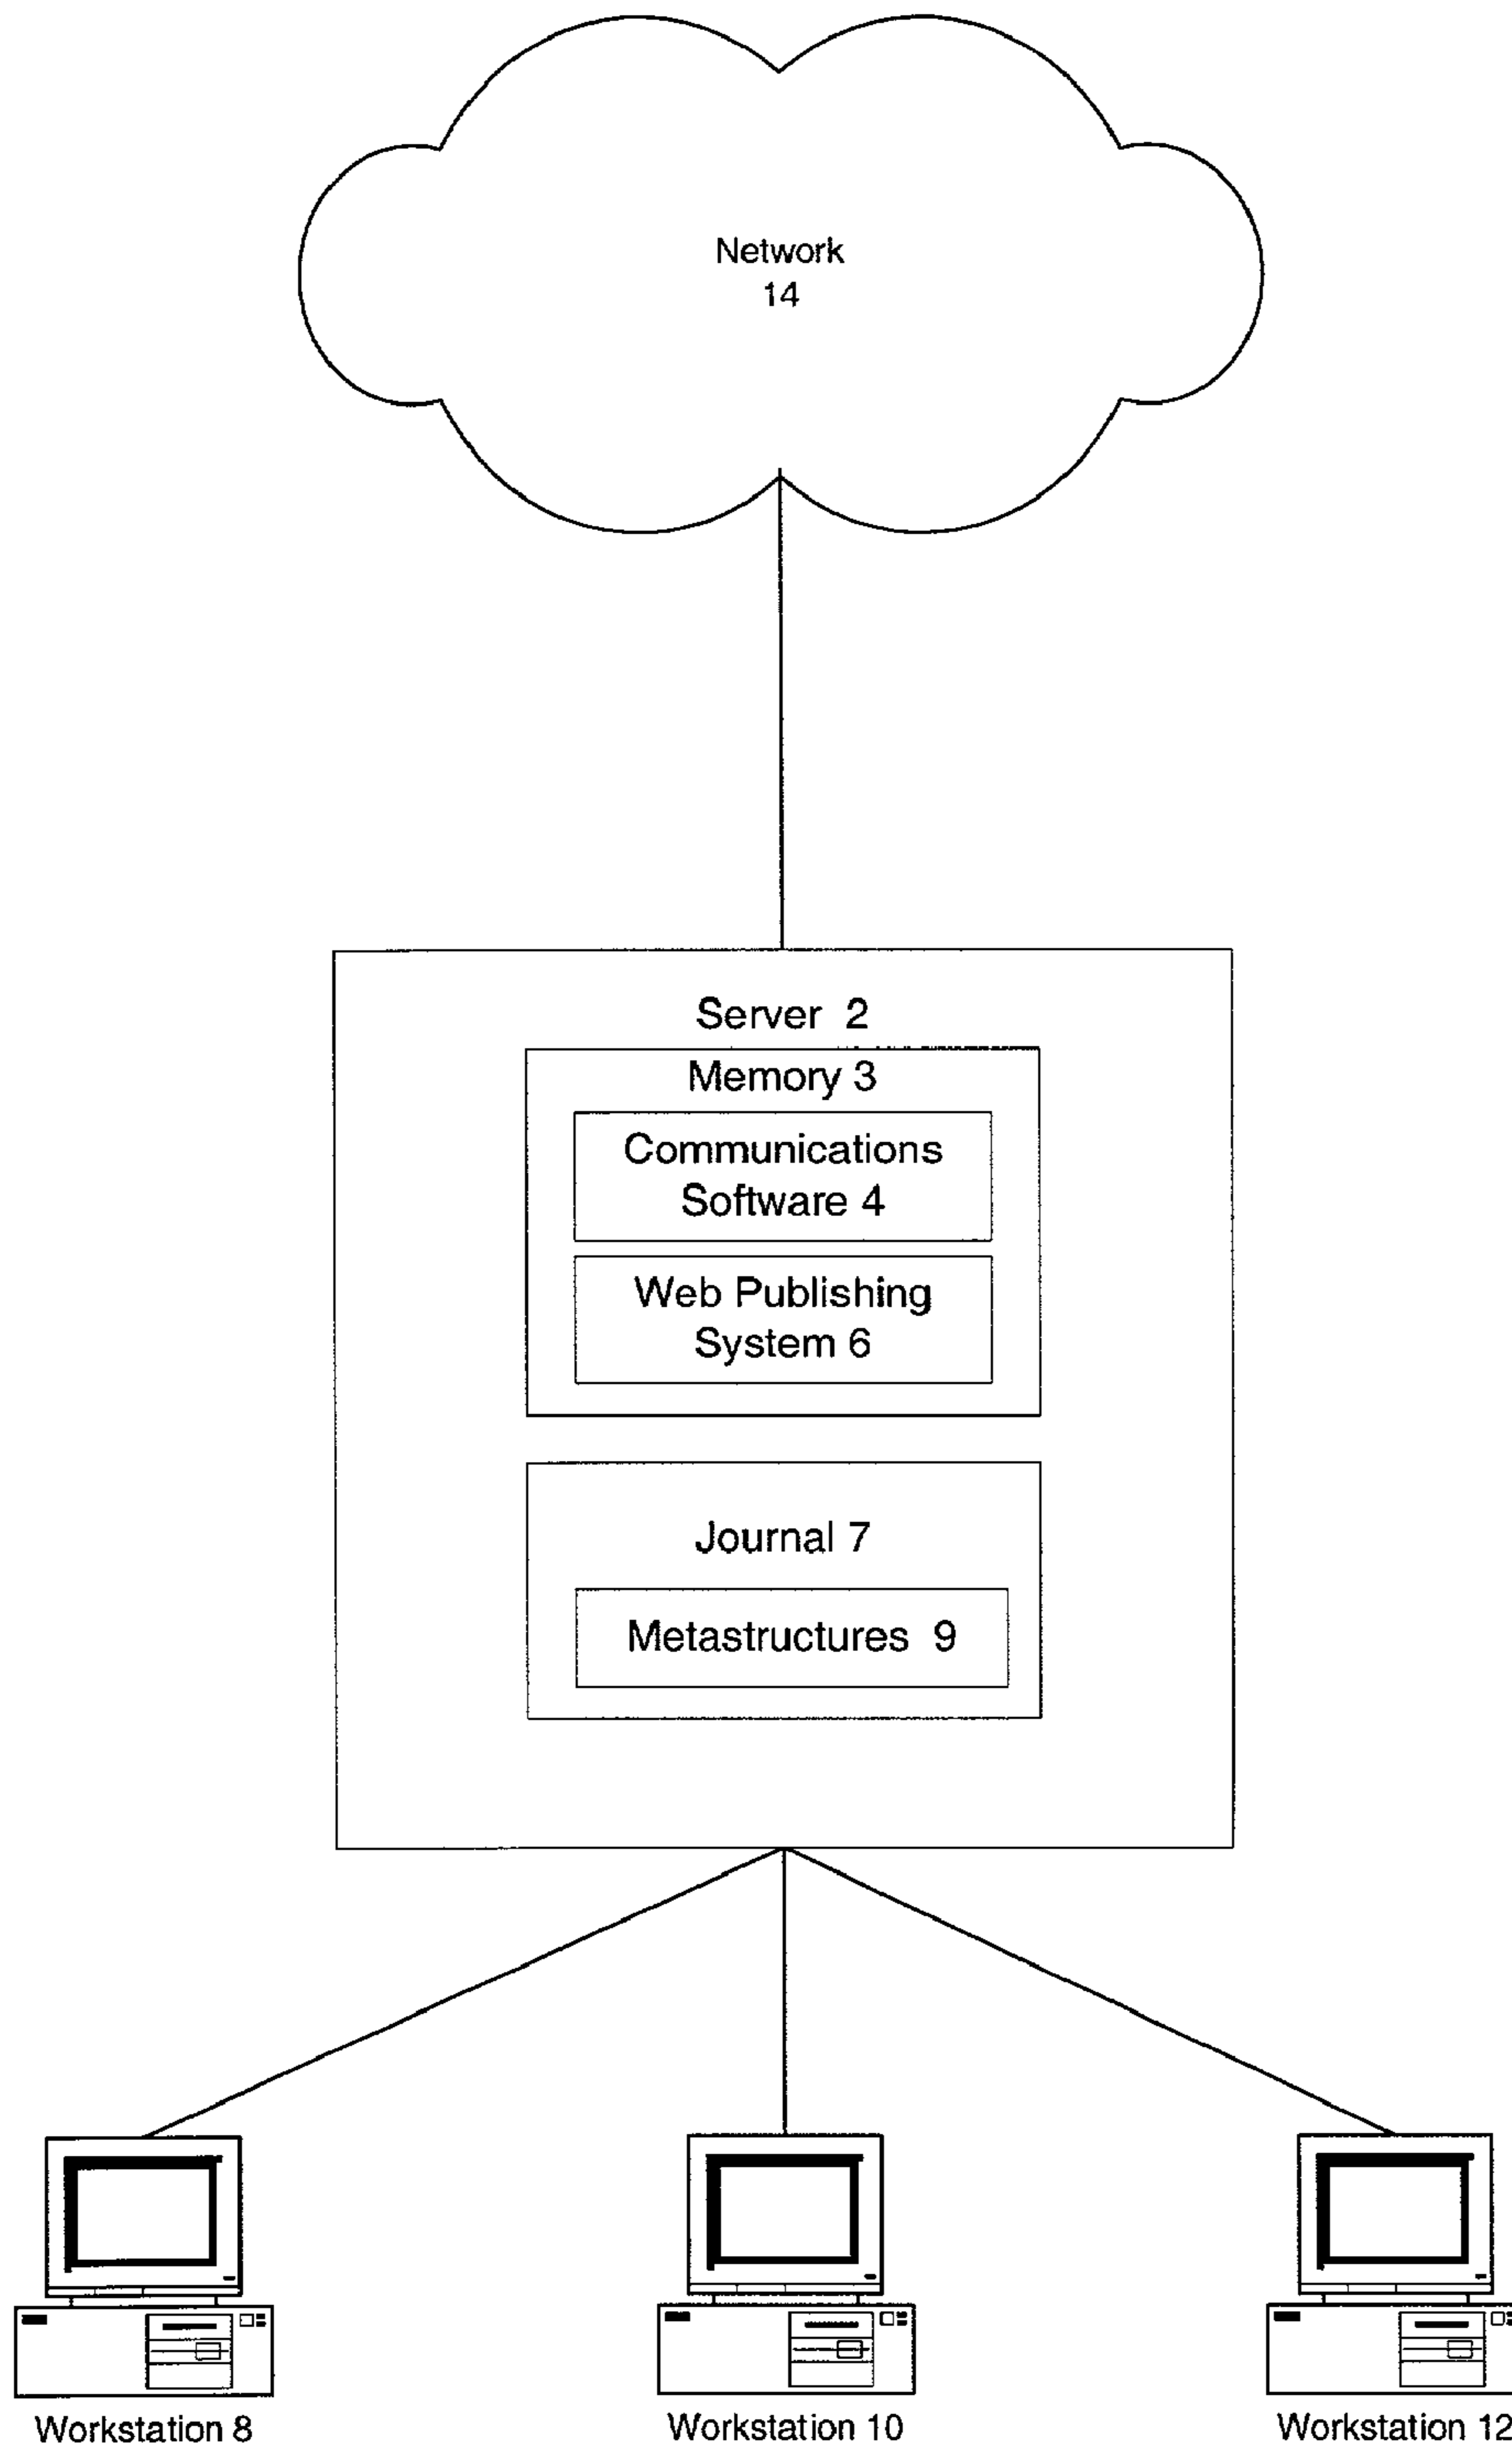 Network
14
Server 2
Memory 3
Communications
Software 4
Web Publishing
System 6
Journal 7
Metastructures 9
Workstation 8
Workstation 10
Workstation 12